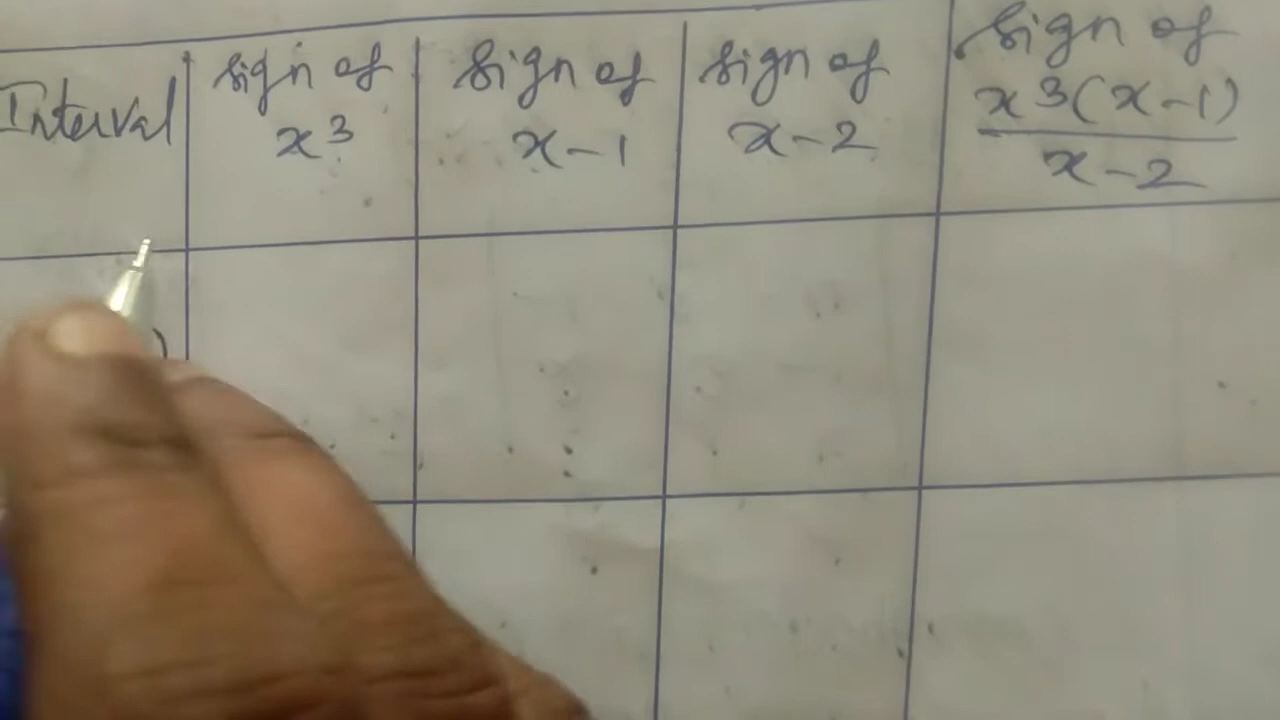 Interval
sign of
x³
sign of
x-1
sign of
x-2
sign of
x³(x-1)
x-2
)